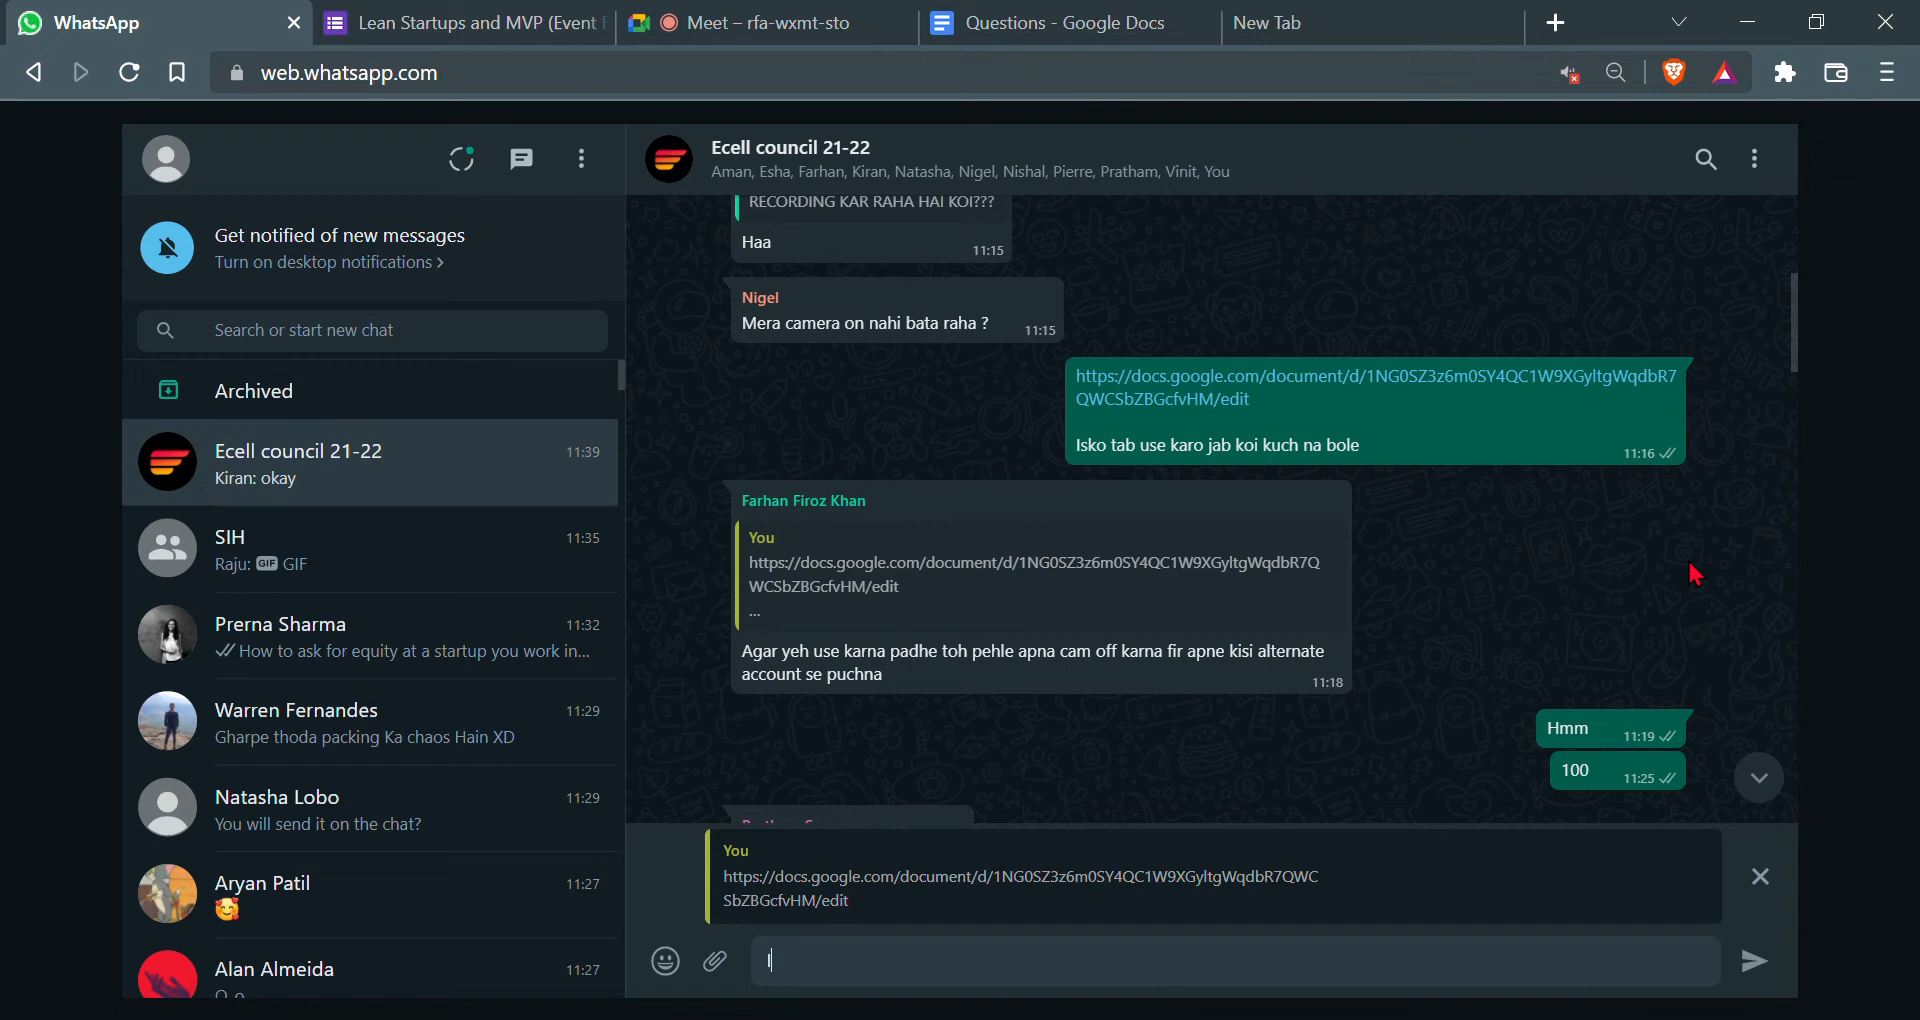 WhatsApp
Lean Startups and MVP (Event F
Meet – rfa-wxmt-sto
Questions - Google Docs
New Tab
web.whatsapp.com
Ecell council 21-22
Aman, Esha, Farhan, Kiran, Natasha, Nigel, Nishal, Pierre, Pratham, Vinit, You
Get notified of new messages
Turn on desktop notifications >
Search or start new chat
Archived
Ecell council 21-22
11:39
Kiran: okay
SIH
11:35
Raju: GIF GIF
Prerna Sharma
11:32
How to ask for equity at a startup you work in...
Warren Fernandes
11:29
Gharpe thoda packing Ka chaos Hain XD
Natasha Lobo
11:29
You will send it on the chat?
Aryan Patil
11:27
Alan Almeida
11:27
RECORDING KAR RAHA HAI KOI???
Haa
11:15
Nigel
Mera camera on nahi bata raha ?
11:15
https://docs.google.com/document/d/1NG0SZ3z6m0SY4QC1W9XGyltgWqdbR7
QWCSbZBGcfvHM/edit
Isko tab use karo jab koi kuch na bole
11:16
Farhan Firoz Khan
You
https://docs.google.com/document/d/1NG0SZ3z6m0SY4QC1W9XGyltgWqdbR7Q
WCSbZBGcfvHM/edit
...
Agar yeh use karna padhe toh pehle apna cam off karna fir apne kisi alternate
account se puchna
11:18
Hmm
11:19
100
11:25
You
https://docs.google.com/document/d/1NG0SZ3z6m0SY4QC1W9XGyltgWqdbR7QWC
SbZBGcfvHM/edit
I